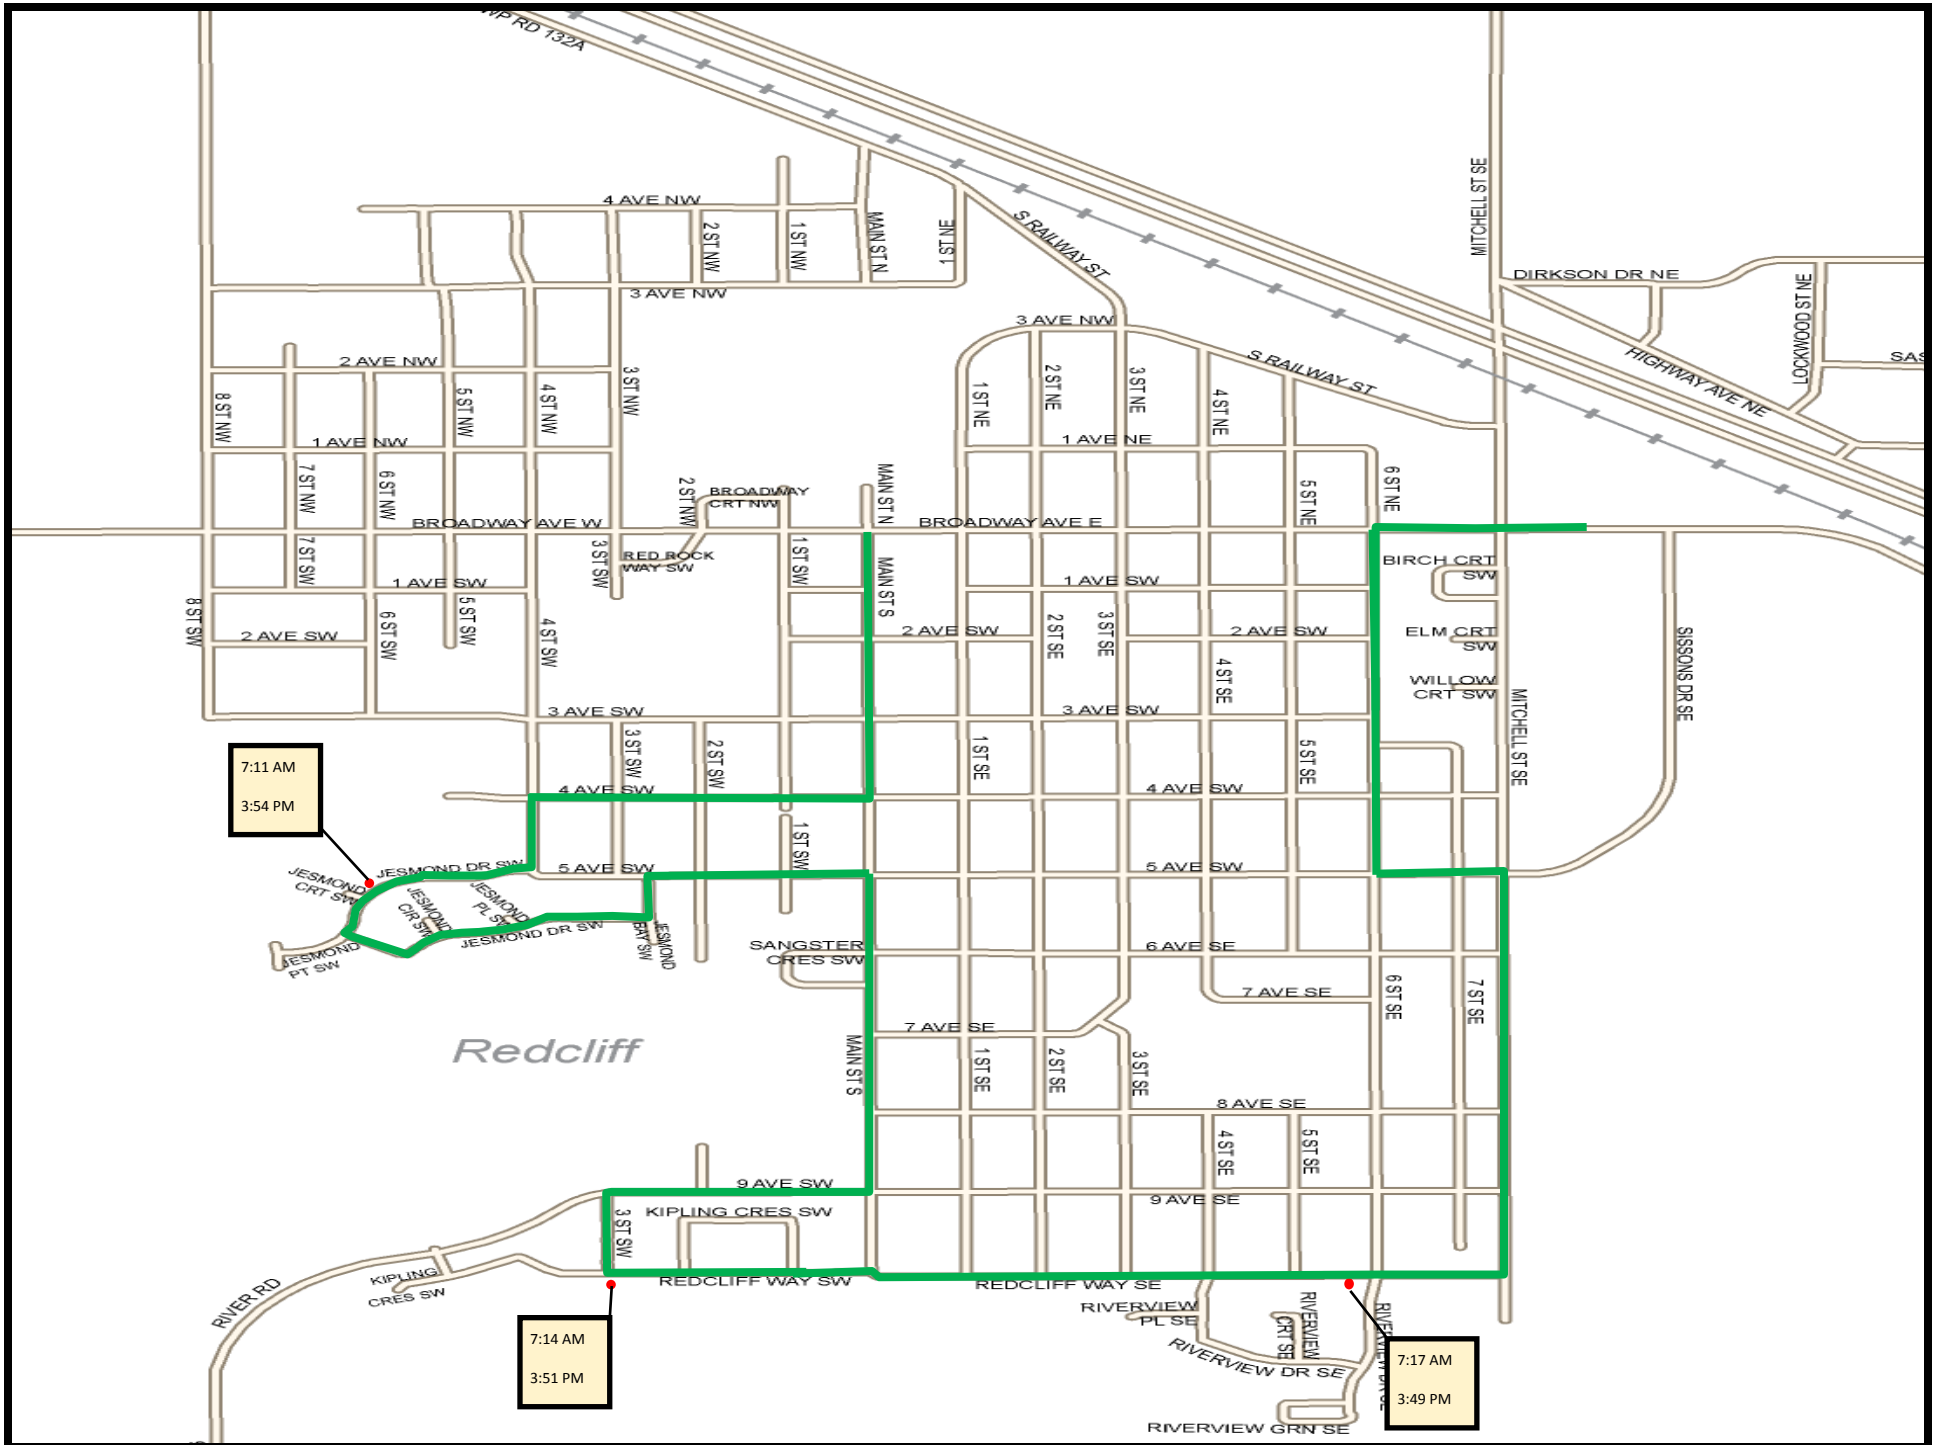 WP RD 132A
MITCHELL ST SE
4 AVE NW
2 ST NW
1 ST NW
MAIN ST N
1 ST NE
S RAILWAY ST
DIRKSON DR NE
3 AVE NW
LOCKWOOD ST NE
3 AVE NW
HIGHWAY AVE NE
SAS
2 AVE NW
S RAILWAY ST
8 ST NW
5 ST NW
4 ST NW
3 ST NW
1 ST NE
2 ST NE
3 ST NE
4 ST NE
1 AVE NW
1 AVE NE
7 ST NW
6 ST NW
2 ST NW
BROADWAY
CRT NW
MAIN ST N
5 ST NE
6 ST NE
BROADWAY AVE W
BROADWAY AVE E
7 ST SW
3 ST SW
RED ROCK
WAY SW
1 ST SW
MAIN ST S
BIRCH CRT
SW
1 AVE SW
1 AVE SW
8 ST SW
6 ST SW
5 ST SW
4 ST SW
2 AVE SW
2 AVE SW
2 ST SE
3 ST SE
2 AVE SW
ELM CRT
SW
SISSONS DR SE
4 ST SE
WILLOW
CRT SW
MITCHELL ST SE
3 AVE SW
3 AVE SW
3 ST SW
2 ST SW
1 ST SE
5 ST SE
7:11 AM
3:54 PM
4 AVE SW
4 AVE SW
1 ST SW
JESMOND DR SW
5 AVE SW
5 AVE SW
JESMOND
CRT SW
JESMOND
CIR SW
JESMOND
PL SW
JESMOND DR SW
JESMOND
BAY SW
JESMOND
PT SW
SANGSTER
CRES SW
6 AVE SE
7 AVE SE
6 ST SE
7 ST SE
Redcliff
7 AVE SE
MAIN ST S
1 ST SE
2 ST SE
3 ST SE
8 AVE SE
4 ST SE
5 ST SE
9 AVE SW
9 AVE SE
3 ST SW
KIPLING CRES SW
KIPLING
CRES SW
REDCLIFF WAY SW
REDCLIFF WAY SE
RIVER RD
RIVERVIEW
PL SE
RIVERVIEW
CRT SE
RIVERVIEW DR SE
RIVERVIEW DR SE
7:14 AM
3:51 PM
7:17 AM
3:49 PM
RIVERVIEW GRN SE